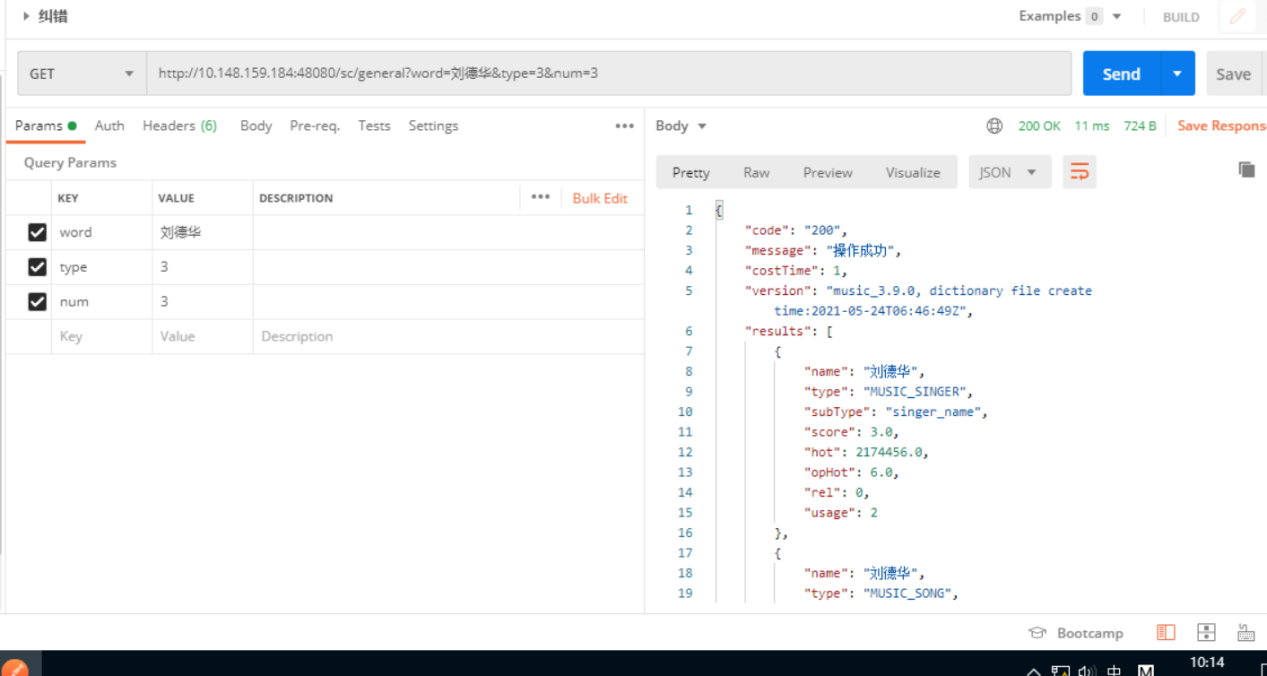 纠错
Examples 0 BUILD
GET http://10.148.159.184:48080/sc/general?word=刘德华&type=3&num=3 Send Save
Params Auth Headers (6) Body Pre-req. Tests Settings ••• Body 200 OK 11 ms 724 B Save Respons
Query Params
Pretty Raw Preview Visualize JSON
KEY VALUE DESCRIPTION ••• Bulk Edit
word 刘德华
type 3
num 3
Key Value Description
1 {
2 "code": "200",
3 "message": "操作成功",
4 "costTime": 1,
5 "version": "music_3.9.0, dictionary file create
time:2021-05-24T06:46:49Z",
6 "results": [
7 {
8 "name": "刘德华",
9 "type": "MUSIC_SINGER",
10 "subType": "singer_name",
11 "score": 3.0,
12 "hot": 2174456.0,
13 "opHot": 6.0,
14 "rel": 0,
15 "usage": 2
16 },
17 {
18 "name": "刘德华",
19 "type": "MUSIC_SONG",
Bootcamp
中 M 10:14